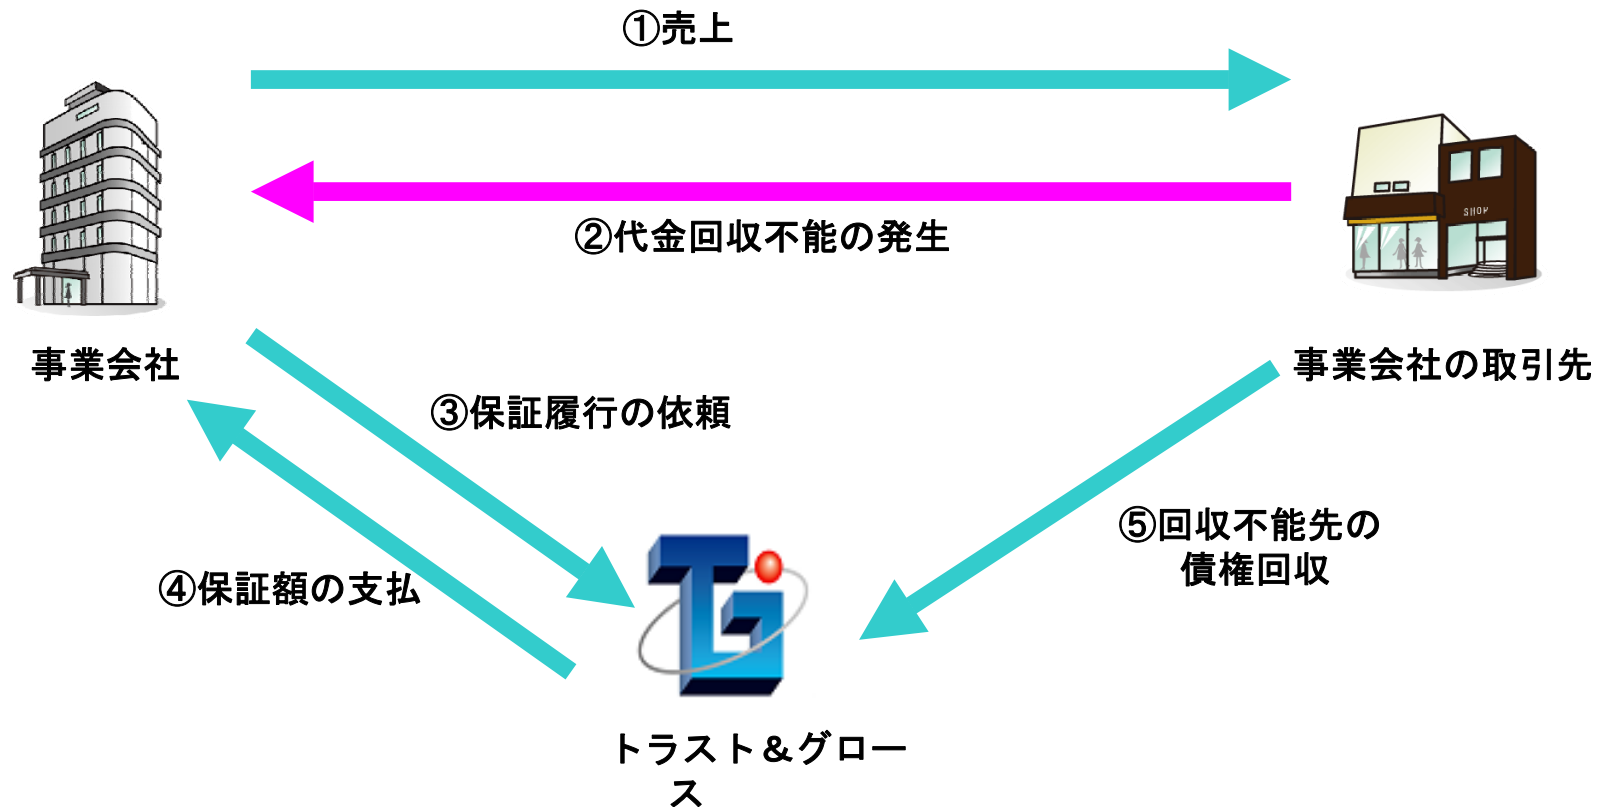 ①売上
SHOP
②代金回収不能の発生
事業会社
事業会社の取引先
③保証履行の依頼
⑤回収不能先の
債権回収
④保証額の支払
トラスト＆グロー
ス